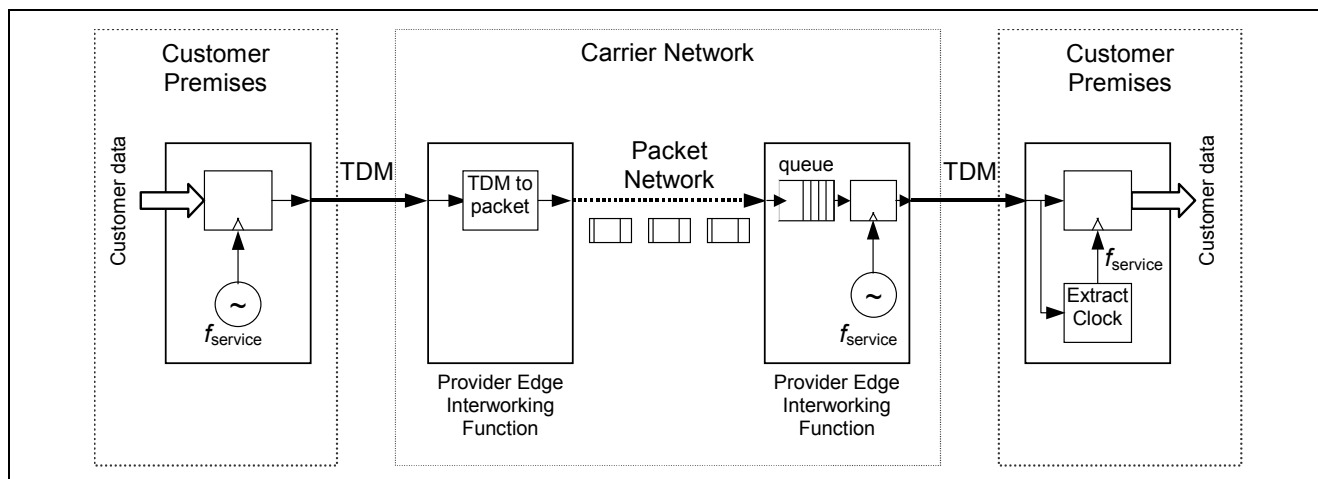 Customer
Premises
Carrier Network
Customer
Premises
Customer data
TDM
TDM to
packet
Packet
Network
queue
TDM
Customer data
~
fservice
~
fservice
fservice
Extract
Clock
Provider Edge
Interworking
Function
Provider Edge
Interworking
Function